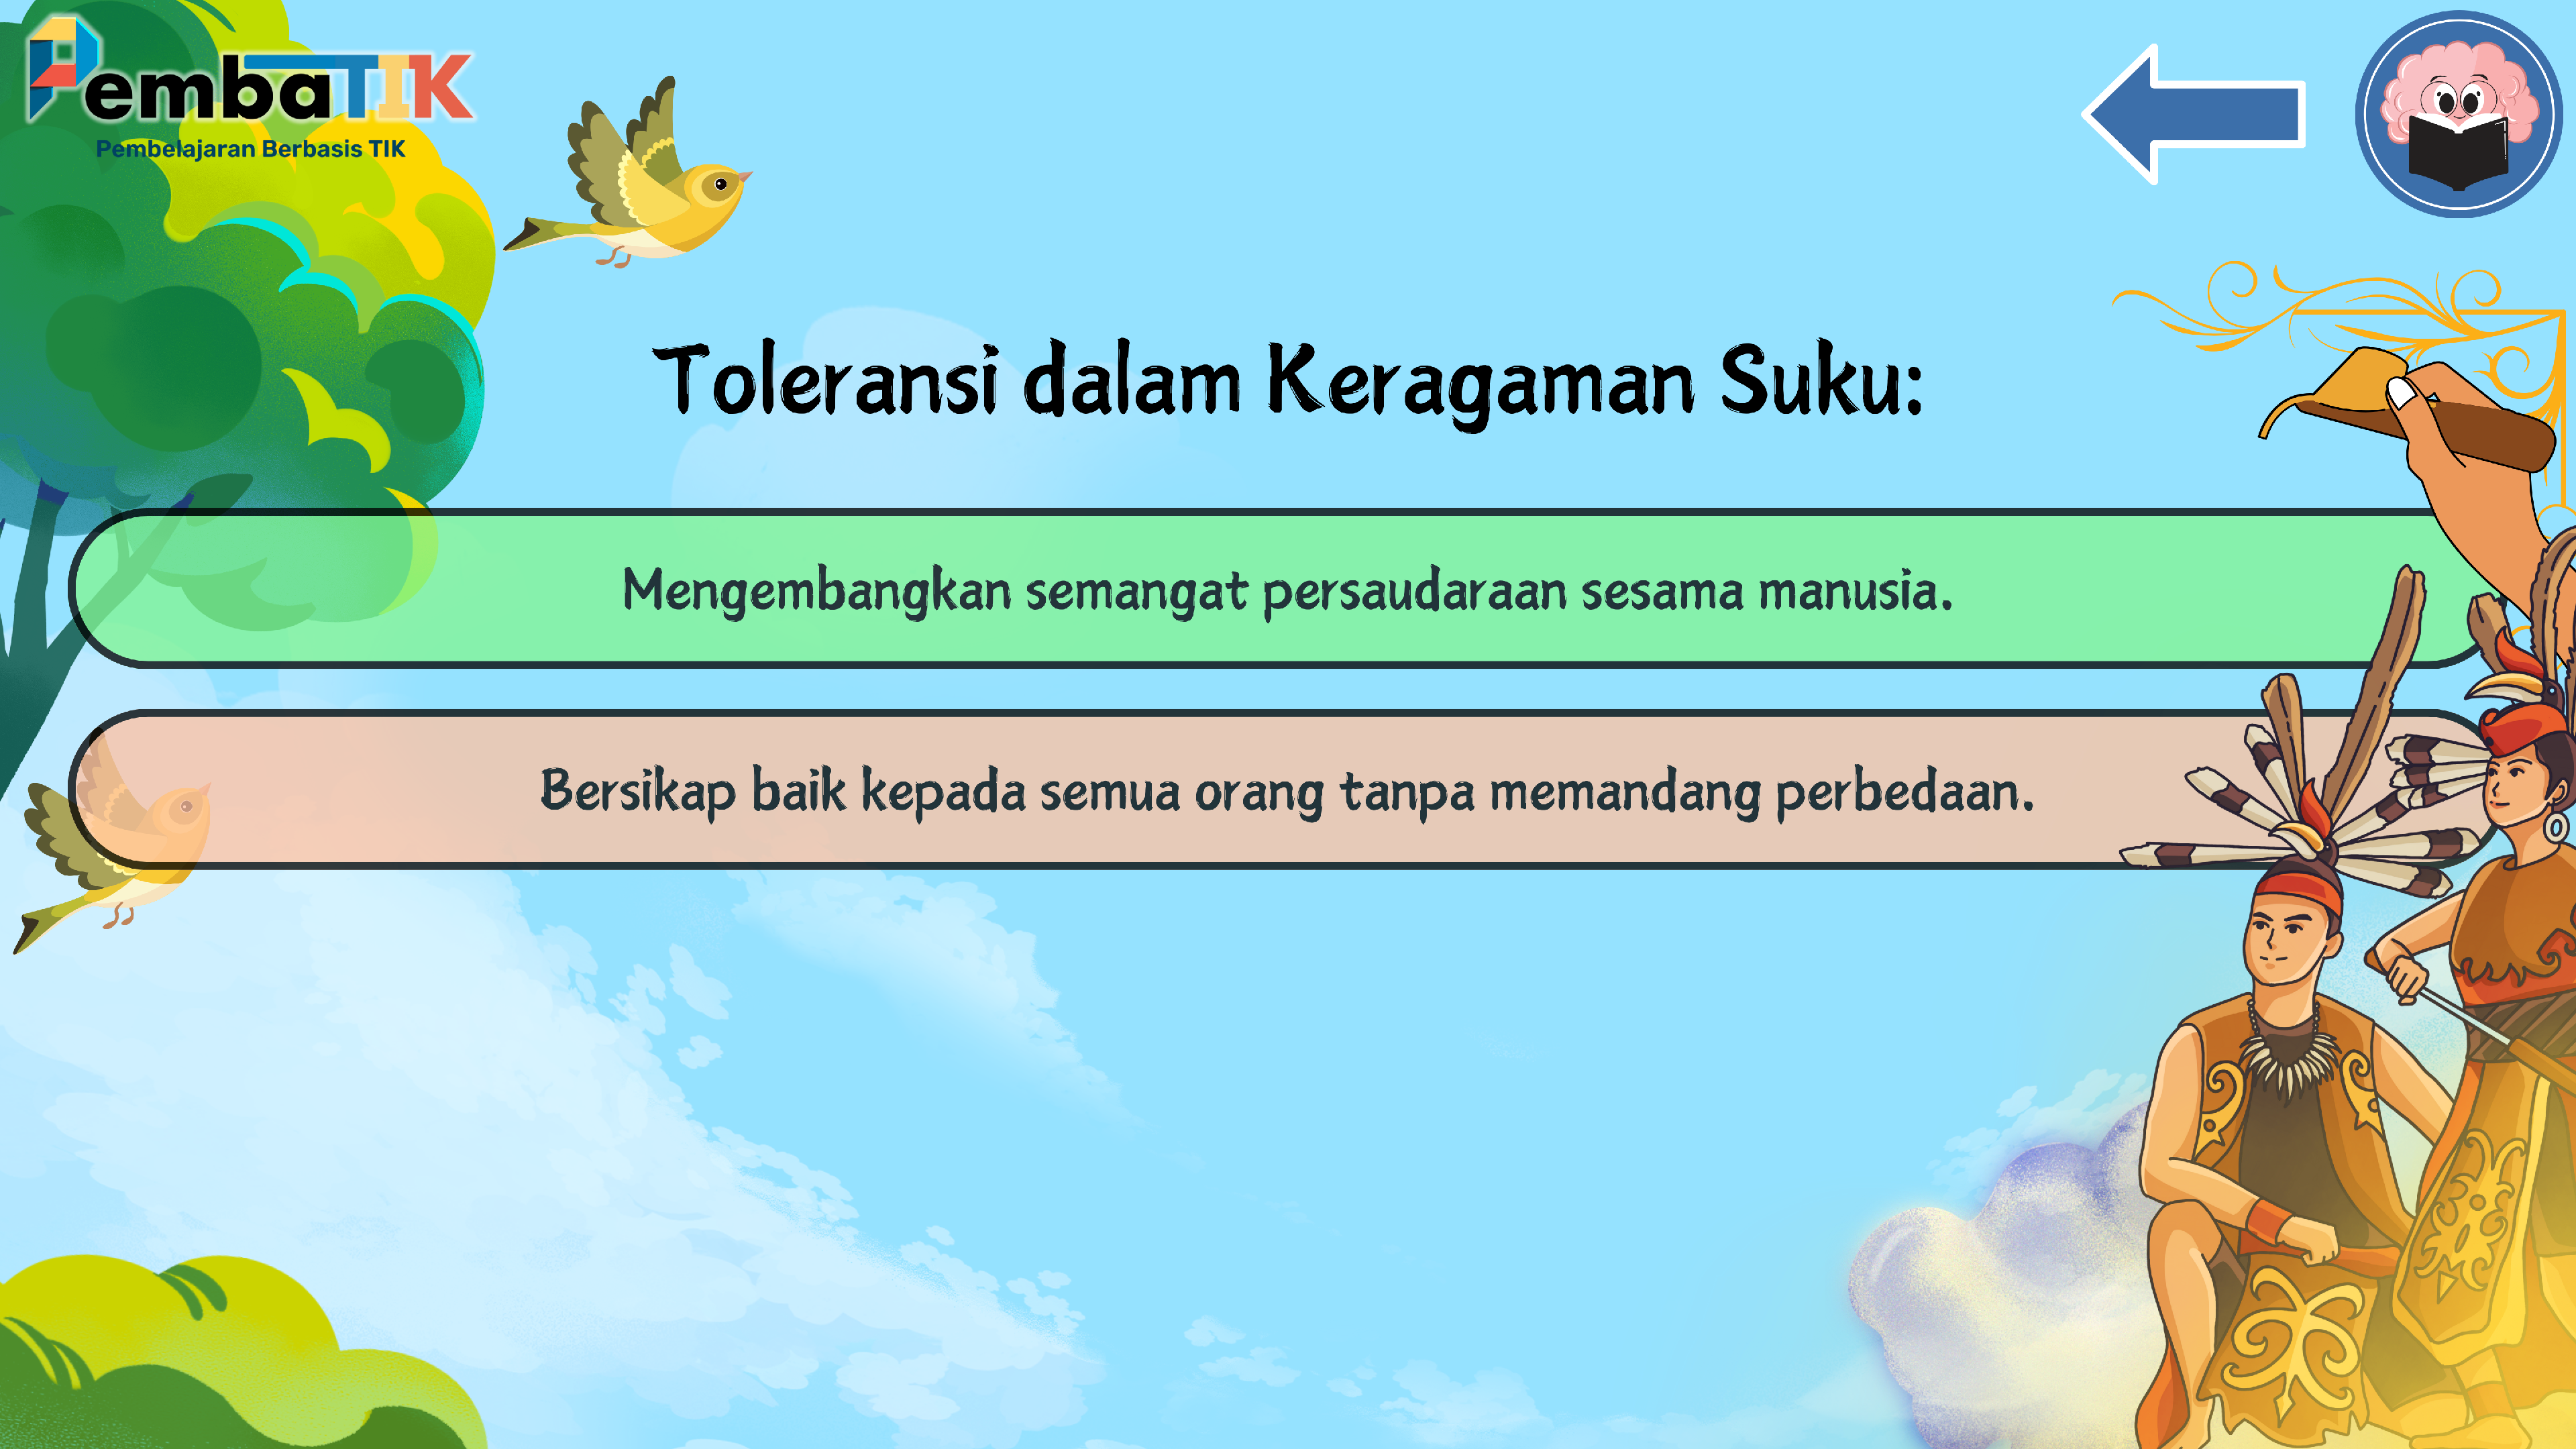 PembaTIK
Pembelajaran Berbasis TIK
Toleransi dalam Keragaman Suku:
Mengembangkan semangat persaudaraan sesama manusia.
Bersikap baik kepada semua orang tanpa memandang perbedaan.